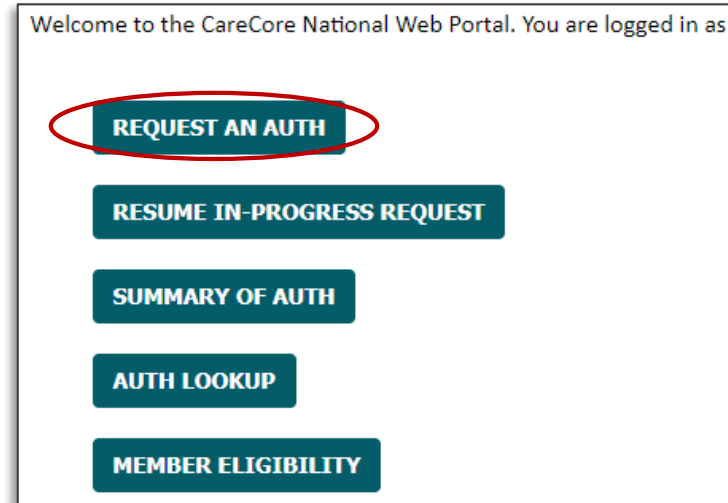 Welcome to the CareCore National Web Portal. You are logged in as
REQUEST AN AUTH
RESUME IN-PROGRESS REQUEST
SUMMARY OF AUTH
AUTH LOOKUP
MEMBER ELIGIBILITY